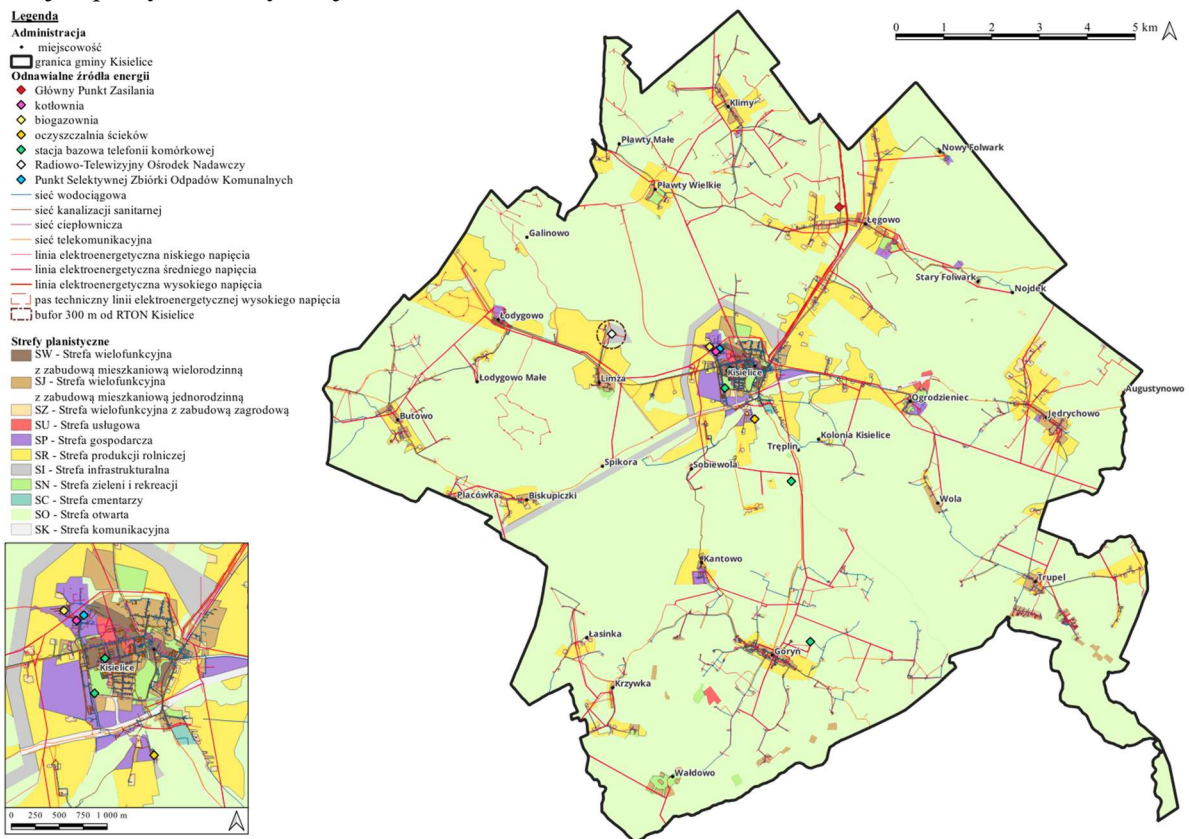 Legenda
Administracja
miejscowość
granica gminy Kisielice
Odnawialne źródła energii
Główny Punkt Zasilania
kotłownia
biogazownia
oczyszczalnia ścieków
stacja bazowa telefonii komórkowej
Radiowo-Telewizyjny Ośrodek Nadawczy
Punkt Selektywnej Zbiórki Odpadów Komunalnych
sieć wodociągowa
sieć kanalizacji sanitarnej
sieć ciepłownicza
sieć telekomunikacyjna
linia elektroenergetyczna niskiego napięcia
linia elektroenergetyczna średniego napięcia
linia elektroenergetyczna wysokiego napięcia
pas techniczny linii elektroenergetycznej wysokiego napięcia
bufor 300 m od RTON Kisielice
Strefy planistyczne
SW - Strefa wielofunkcyjna
z zabudową mieszkaniową wielorodzinną
SJ - Strefa wielofunkcyjna
z zabudową mieszkaniową jednorodzinną
SZ - Strefa wielofunkcyjna z zabudową zagrodową
SU - Strefa usługowa
SP - Strefa gospodarcza
SR - Strefa produkcji rolniczej
SI - Strefa infrastrukturalna
SN - Strefa zieleni i rekreacji
SC - Strefa cmentarzy
SO - Strefa otwarta
SK - Strefa komunikacyjna
Kisielice
0 250 500 750 1 000 m
0 1 2 3 4 5 km
Klimy
Pławty Małe
Nowy Folwark
Pławty Wielkie
Łęgowo
Galinowo
Stary Folwark
Nojdek
Łodygowo
Kisielice
Limża
Łodygowo Małe
Augustynowo
Ogrodzieniec
Butowo
Jędrychowo
Kolonia Kisielice
Tręplin
Spikora
Sobiewola
Placówka
Biskupiczki
Wola
Kantowo
Trupel
Łasinka
Goryń
Krzywka
Wałdowo